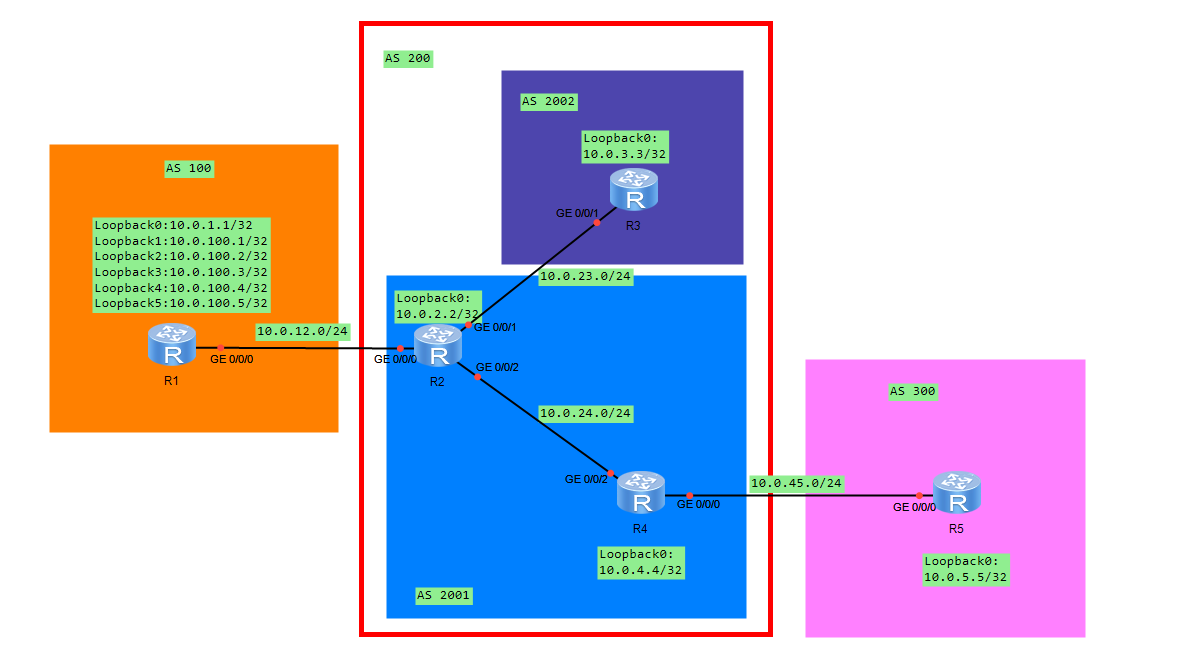 AS 200
AS 2002
Loopback0:
10.0.3.3/32
R
GE 0/0/1
R3
AS 100
Loopback0:10.0.1.1/32
Loopback1:10.0.100.1/32
Loopback2:10.0.100.2/32
Loopback3:10.0.100.3/32
Loopback4:10.0.100.4/32
Loopback5:10.0.100.5/32
R
GE 0/0/0
R1
10.0.12.0/24
10.0.23.0/24
Loopback0:
10.0.2.2/32
GE 0/0/1
GE 0/0/0
R
GE 0/0/2
R2
10.0.24.0/24
GE 0/0/2
R
GE 0/0/0
R4
Loopback0:
10.0.4.4/32
AS 2001
AS 300
10.0.45.0/24
GE 0/0/0
R
R5
Loopback0:
10.0.5.5/32